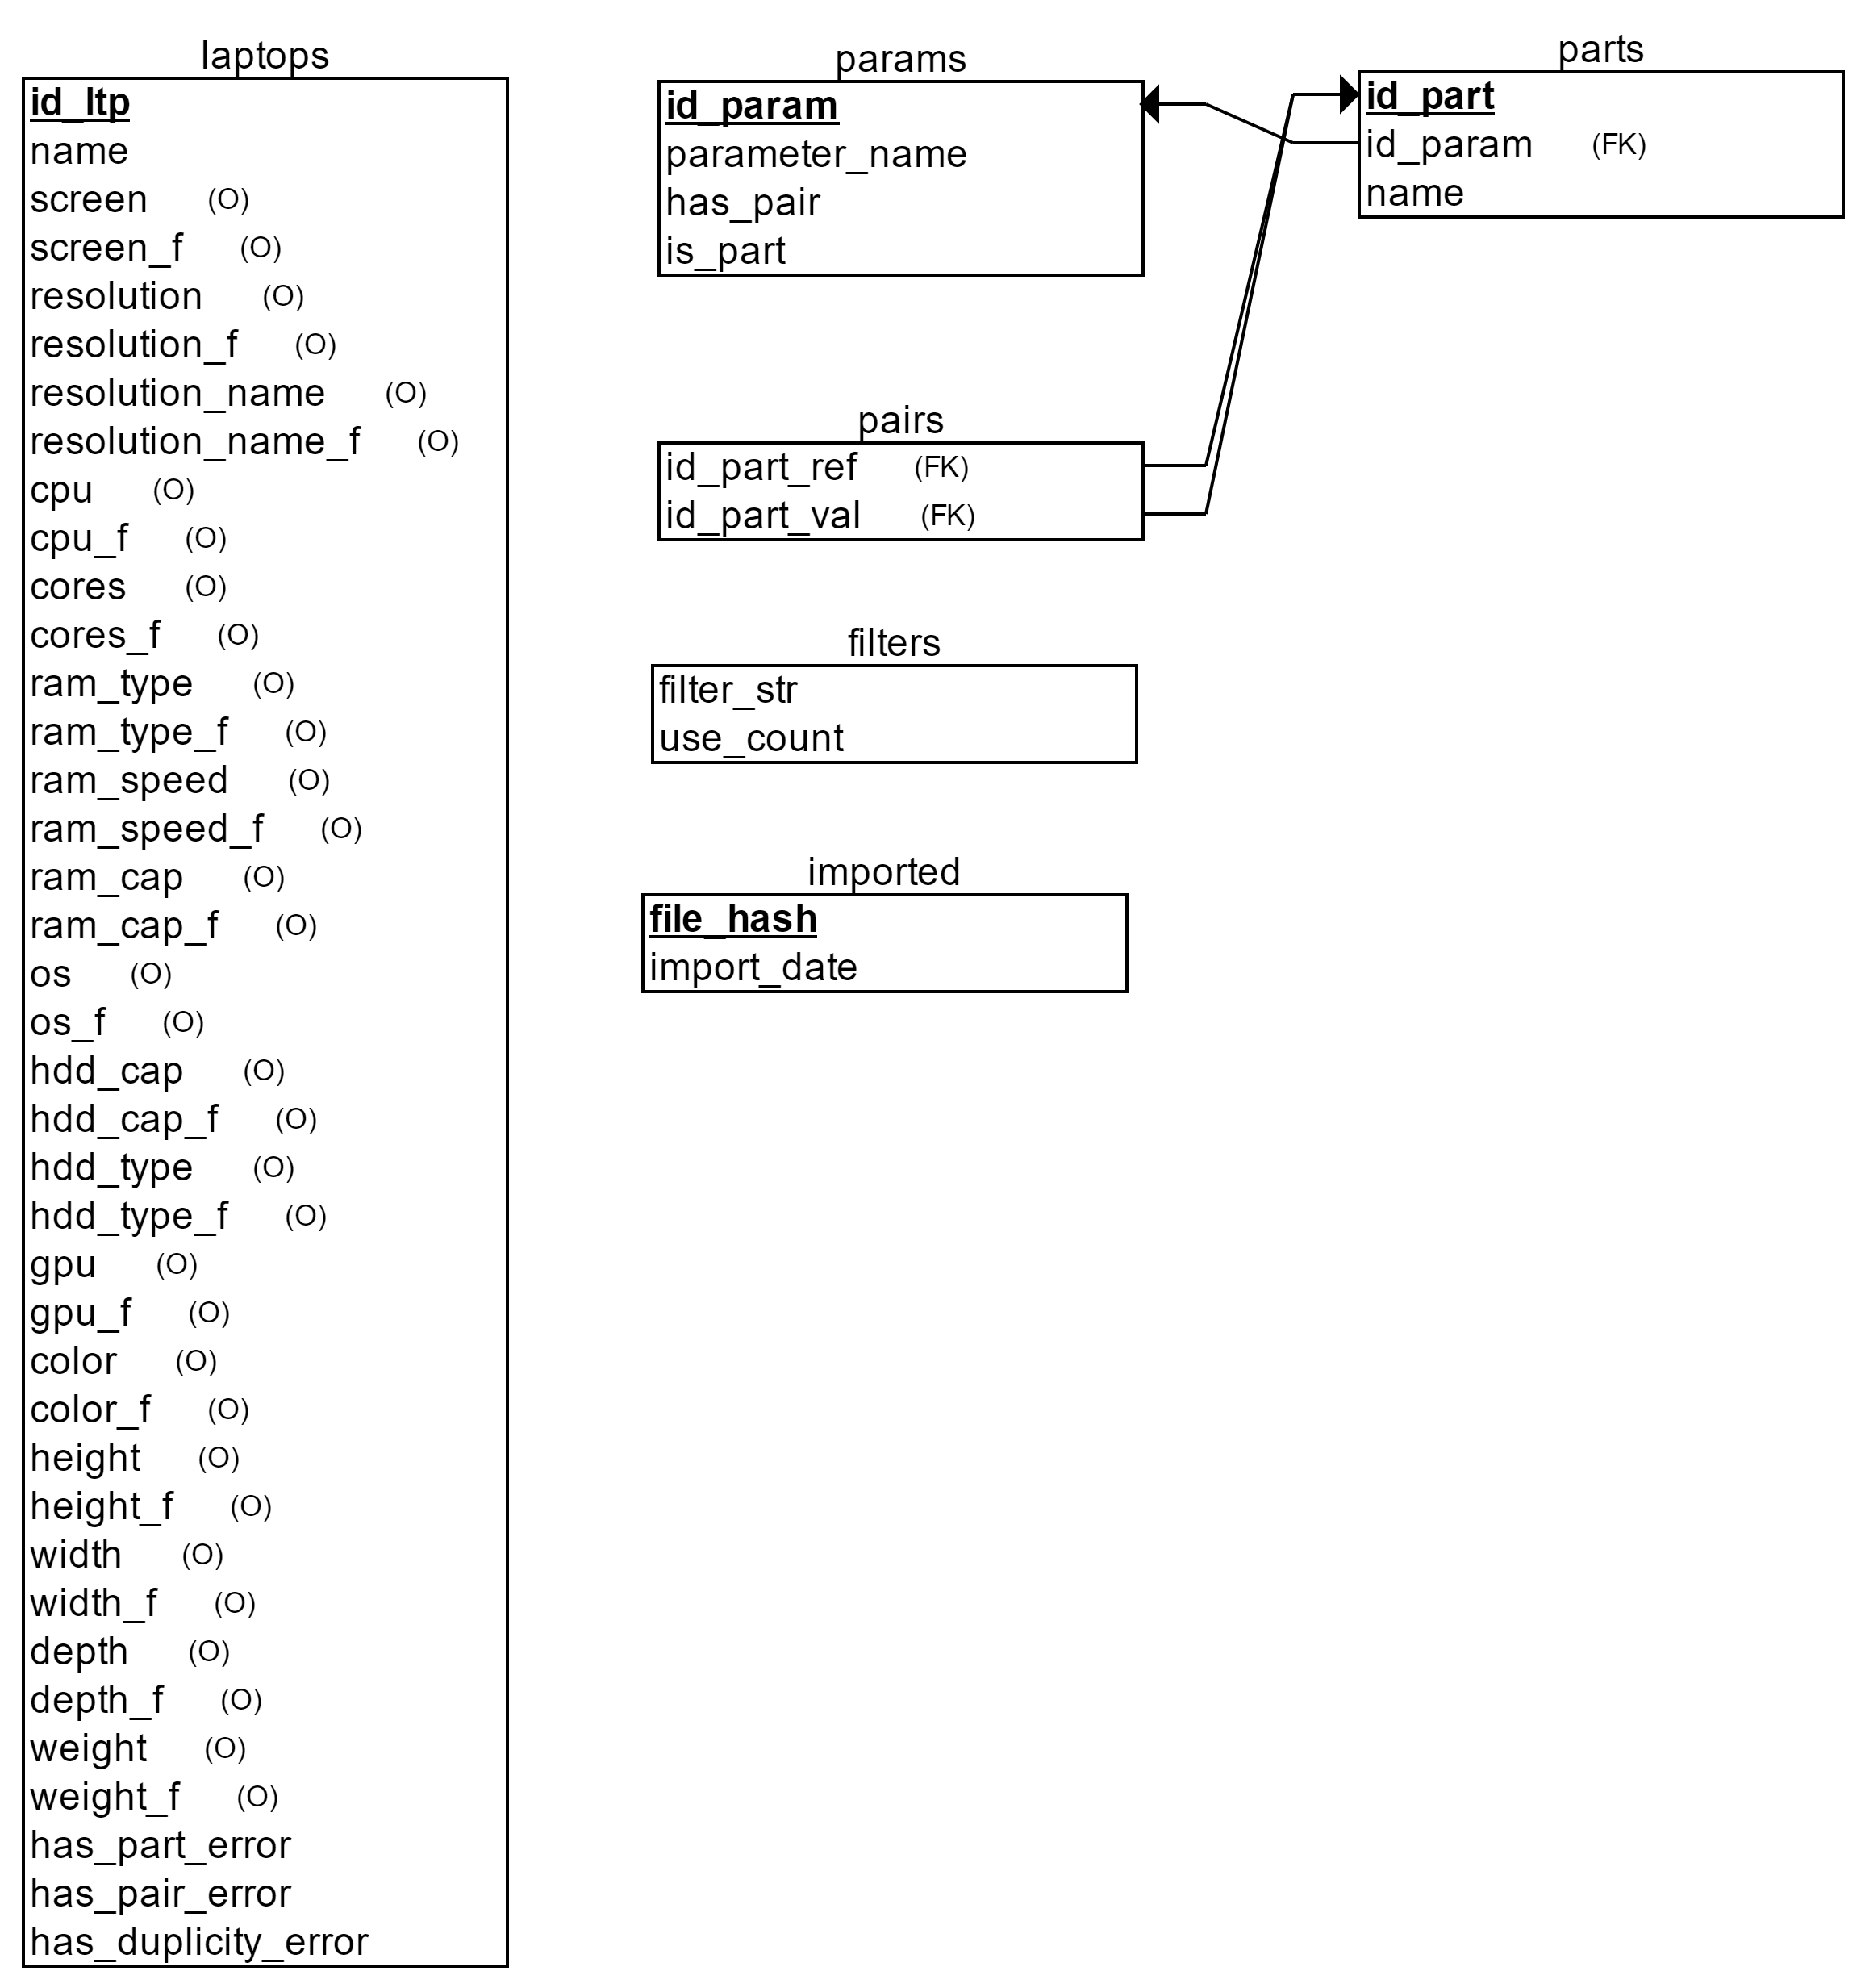 laptops
id_ltp
name
screen (O)
screen_f (O)
resolution (O)
resolution_f (O)
resolution_name (O)
resolution_name_f (O)
cpu (O)
cpu_f (O)
cores (O)
cores_f (O)
ram_type (O)
ram_type_f (O)
ram_speed (O)
ram_speed_f (O)
ram_cap (O)
ram_cap_f (O)
os (O)
os_f (O)
hdd_cap (O)
hdd_cap_f (O)
hdd_type (O)
hdd_type_f (O)
gpu (O)
gpu_f (O)
color (O)
color_f (O)
height (O)
height_f (O)
width (O)
width_f (O)
depth (O)
depth_f (O)
weight (O)
weight_f (O)
has_part_error
has_pair_error
has_duplicity_error
params
id_param
parameter_name
has_pair
is_part
pairs
id_part_ref (FK)
id_part_val (FK)
filters
filter_str
use_count
imported
file_hash
import_date
parts
id_part
id_param (FK)
name